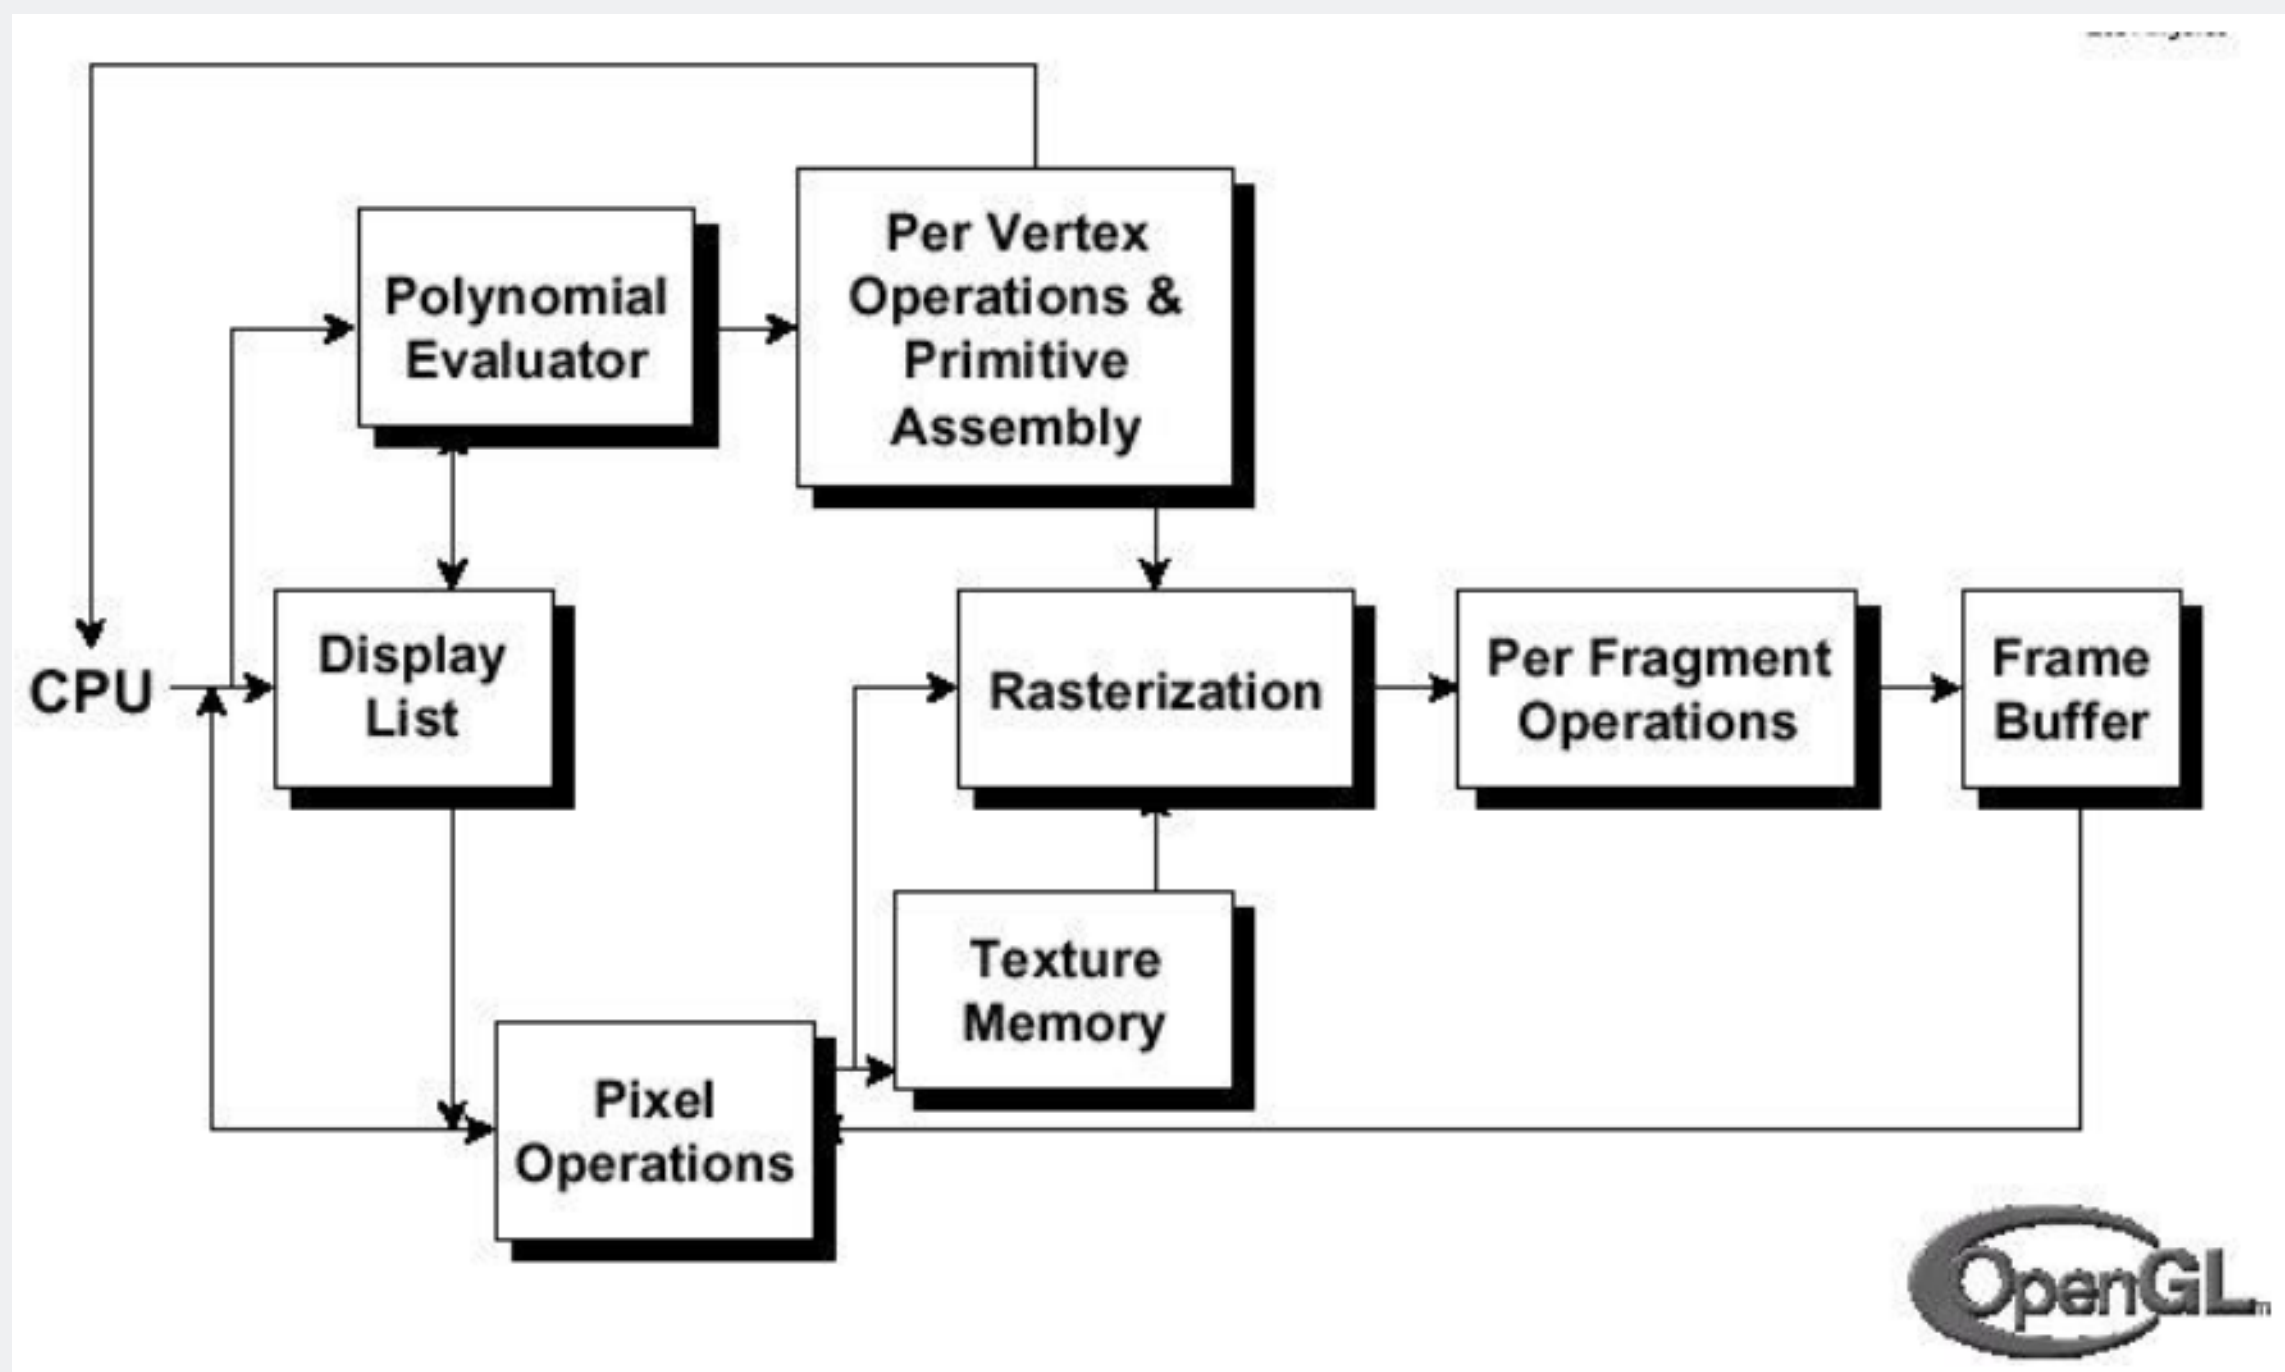 Polynomial
Evaluator
Per Vertex
Operations &
Primitive
Assembly
CPU
Display
List
Rasterization
Per Fragment
Operations
Frame
Buffer
Texture
Memory
Pixel
Operations
OpenGL